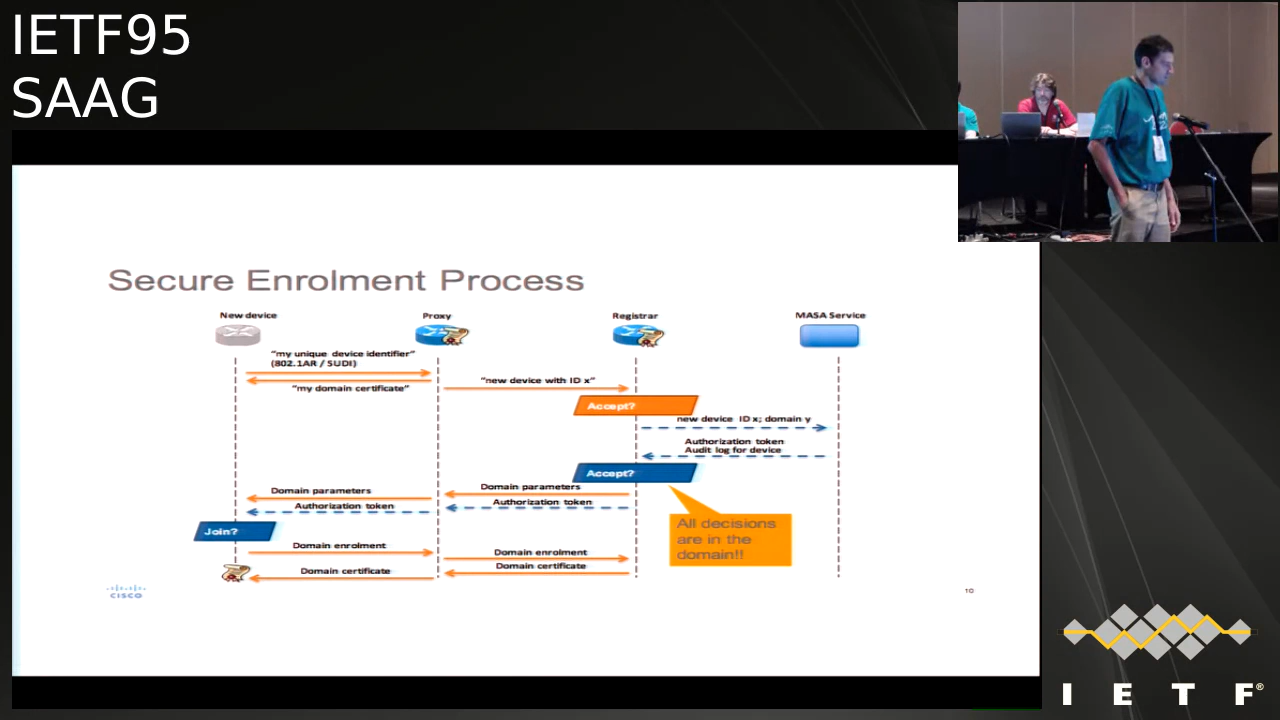 IETF95
SAAG
Secure Enrolment Process
New device
Proxy
Registrar
MASA Service
"my unique device identifier"
(802.1AR / SUDI)
"my domain certificate"
"new device with ID x"
Accept?
new device ID x; domain y
Authorization token
Audit log for device
Accept?
Domain parameters
Domain parameters
Authorization token
Authorization token
Join?
All decisions
are in the
domain!!
Domain enrolment
Domain enrolment
Domain certificate
Domain certificate
CISCO
10
I E T F®